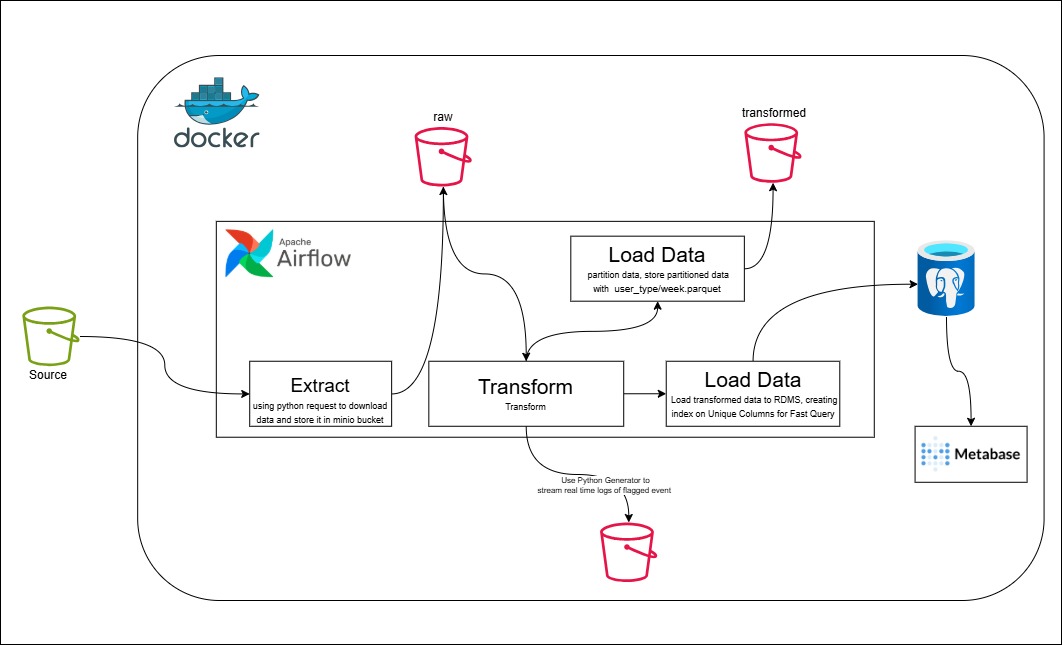 docker
raw
transformed
Apache
Airflow
Load Data
partition data, store partitioned data
with user_type/week.parquet
Source
Extract
using python request to download
data and store it in minio bucket
Transform
Transform
Load Data
Load transformed data to RDMS, creating
index on Unique Columns for Fast Query
Metabase
Use Python Generator to
stream real time logs of flagged event